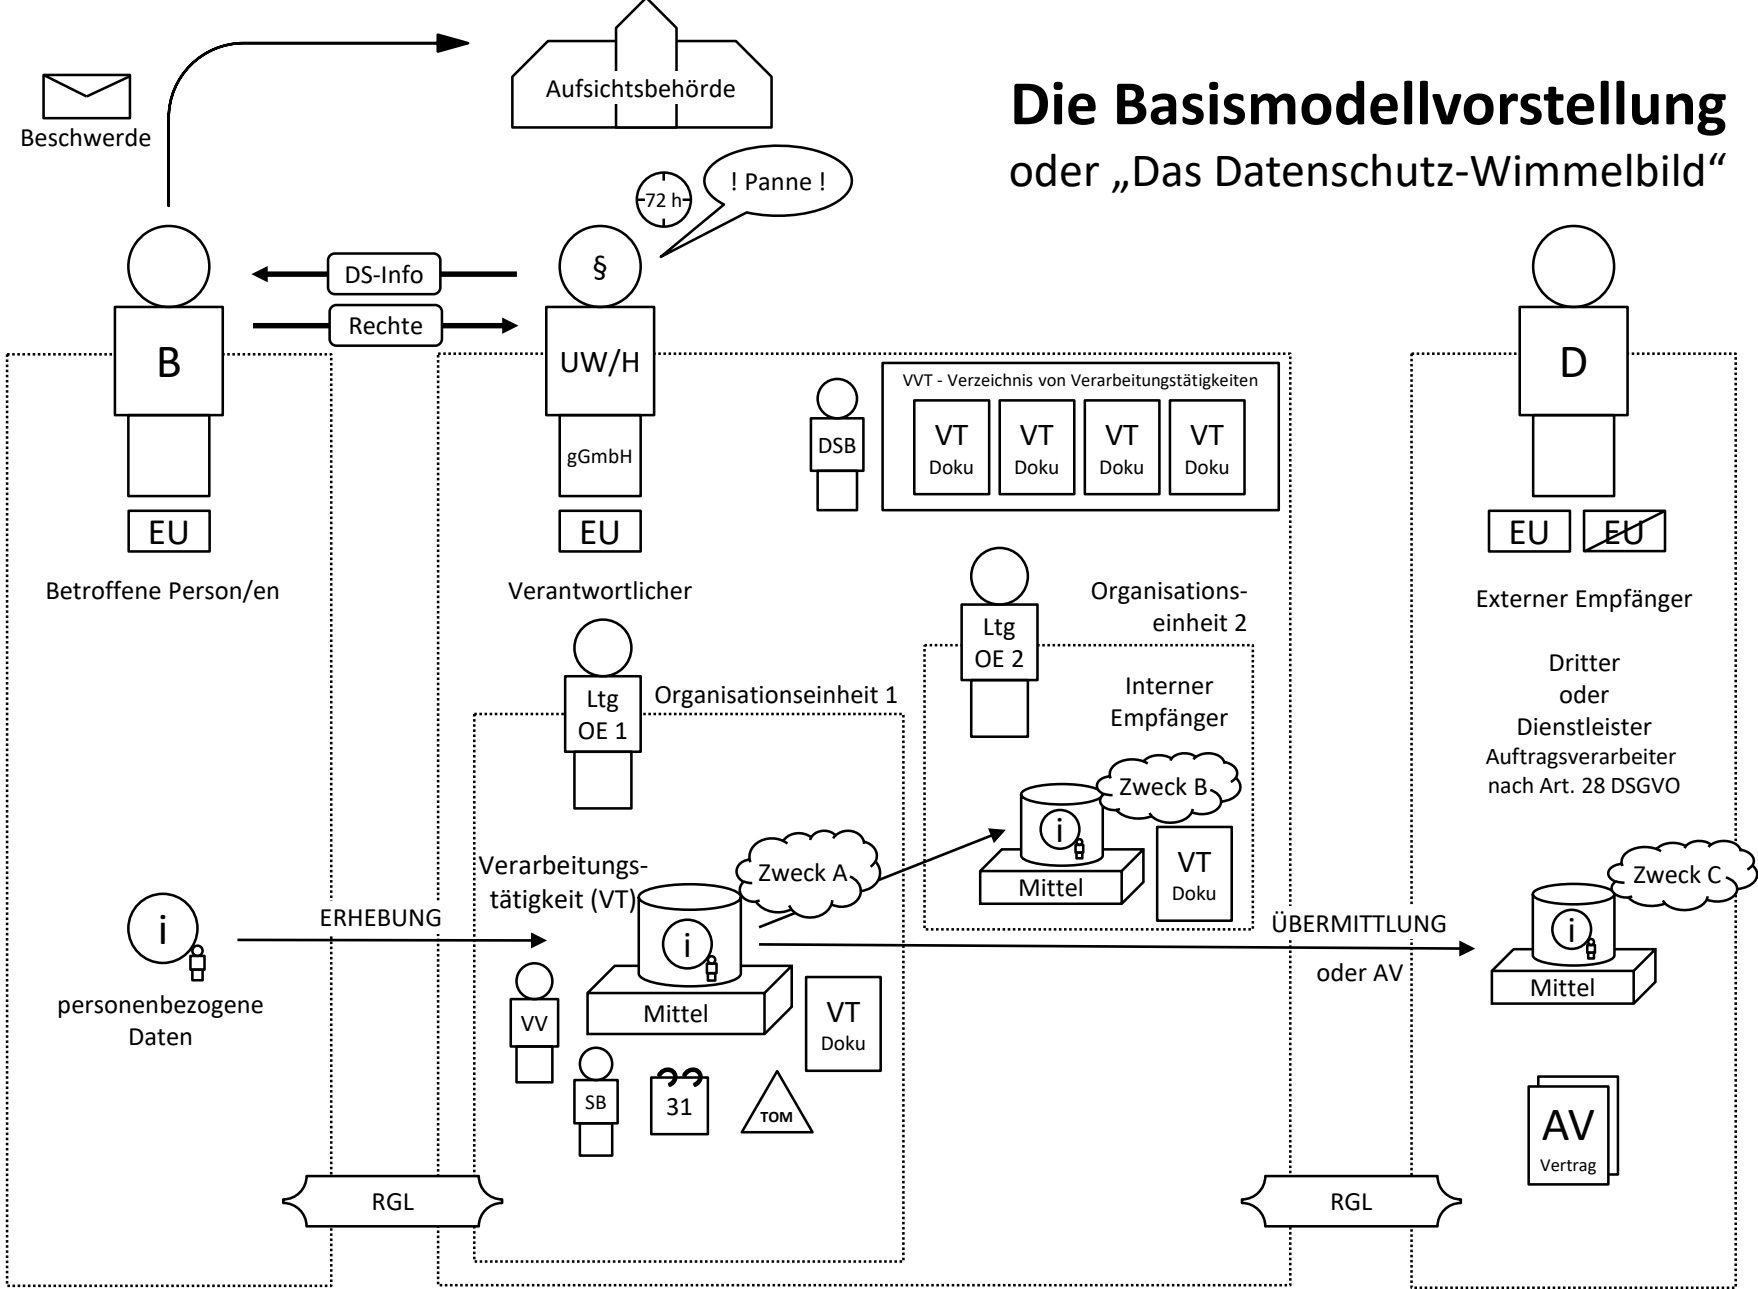 Die Basismodellvorstellung
oder „Das Datenschutz-Wimmelbild“
Beschwerde
Aufsichtsbehörde
72 h
! Panne !
DS-Info
Rechte
B
EU
Betroffene Person/en
§
UW/H
gGmbH
EU
Verantwortlicher
DSB
VVT - Verzeichnis von Verarbeitungstätigkeiten
VT
Doku
VT
Doku
VT
Doku
VT
Doku
D
EU
EU
Externer Empfänger
Dritter
oder
Dienstleister
Auftragsverarbeiter
nach Art. 28 DSGVO
Ltg
OE 1
Organisationseinheit 1
Ltg
OE 2
Organisations-
einheit 2
Interner
Empfänger
Zweck B
i
Mittel
VT
Doku
Verarbeitungs-
tätigkeit (VT)
Zweck A
i
Mittel
VT
Doku
VV
SB
31
TOM
i
personenbezogene
Daten
ERHEBUNG
ÜBERMITTLUNG
oder AV
Zweck C
i
Mittel
AV
Vertrag
RGL
RGL